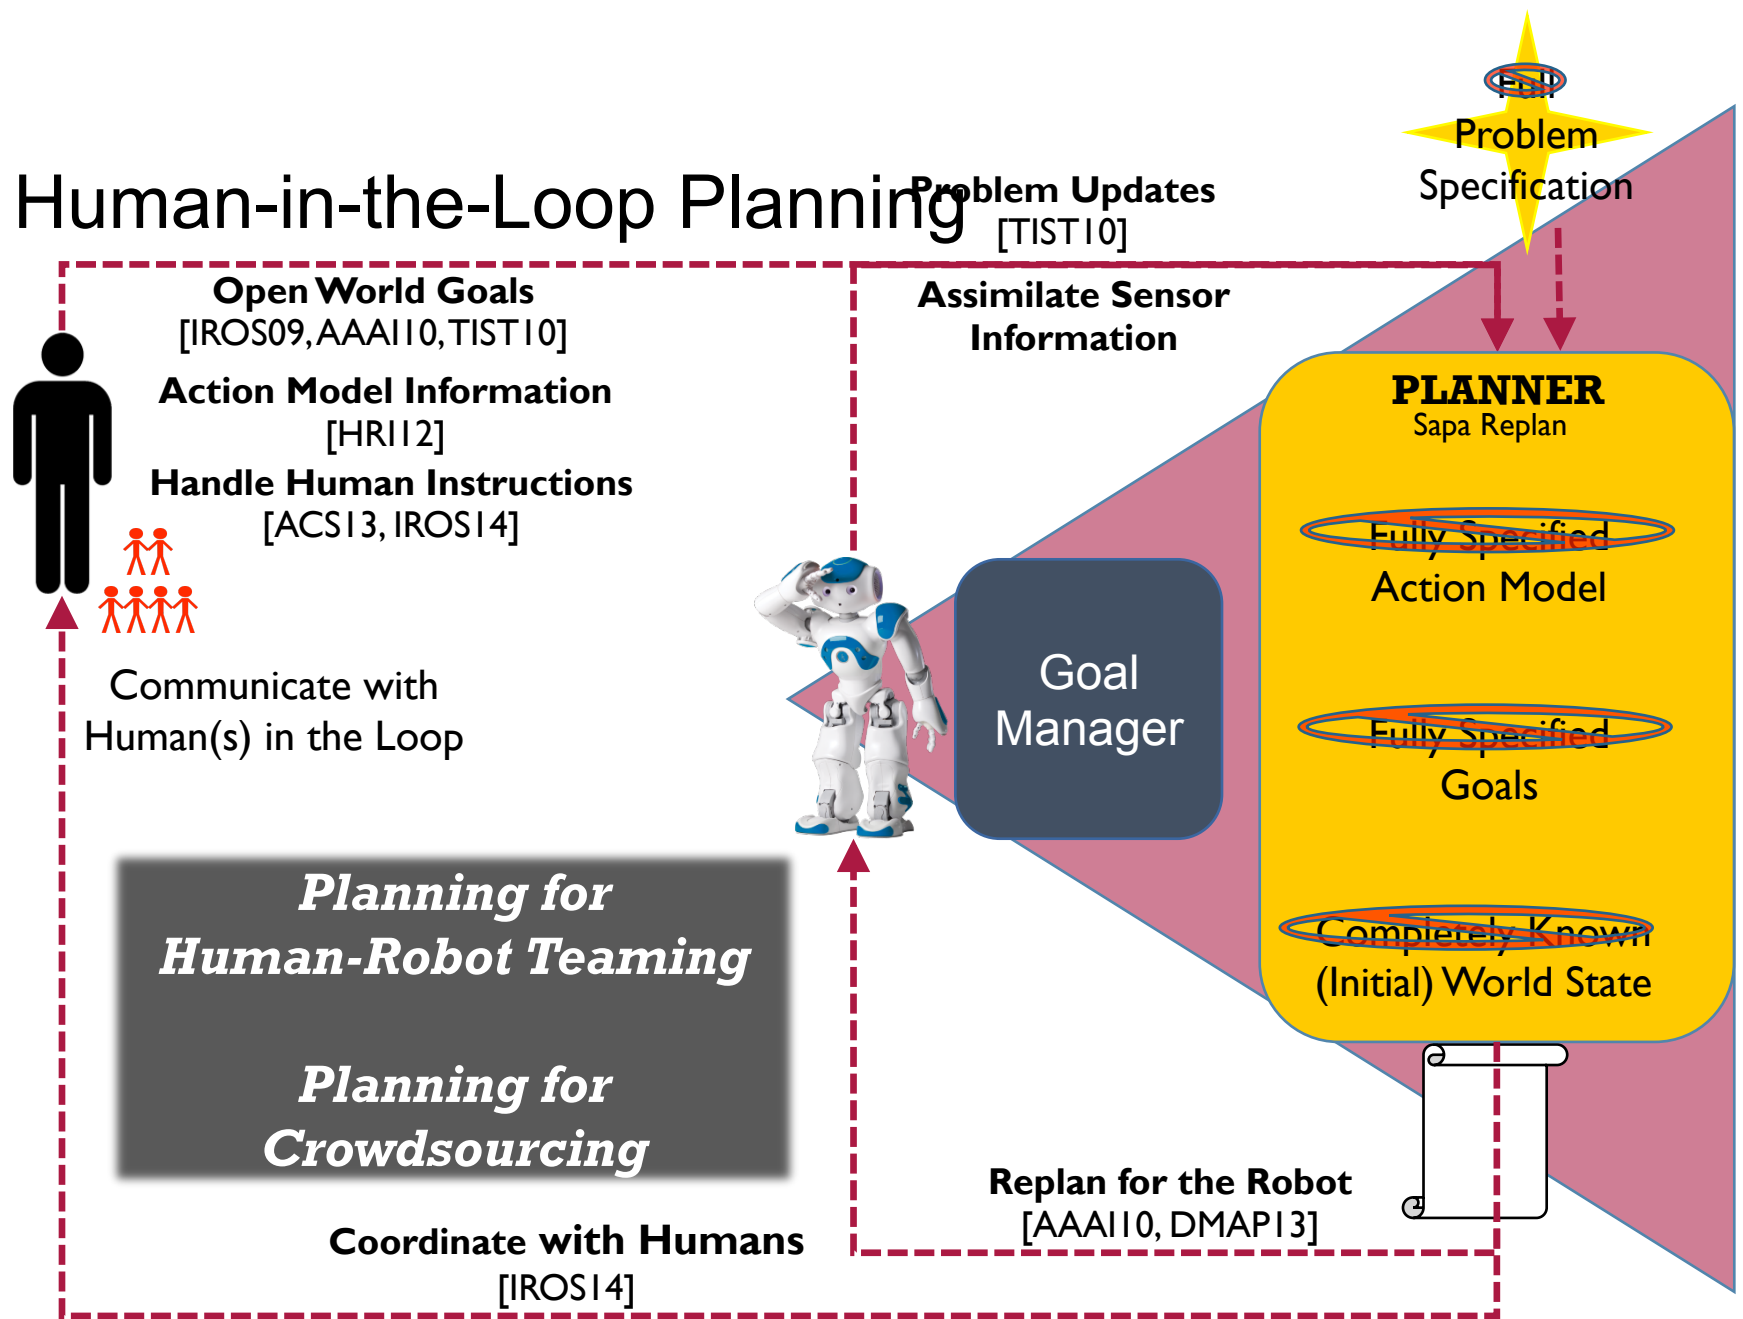 Full
Problem
Specification
Human-in-the-Loop Planning
Problem Updates
[TIST10]
Open World Goals
[IROS09, AAAI10, TIST10]
Assimilate Sensor
Information
Action Model Information
[HRI12]
Handle Human Instructions
[ACS13, IROS14]
PLANNER
Sapa Replan
Fully Specified
Action Model
Communicate with
Human(s) in the Loop
Goal
Manager
Fully Specified
Goals
Planning for
Human-Robot Teaming
Planning for
Crowdsourcing
Completely Known
(Initial) World State
Replan for the Robot
[AAAI10, DMAP13]
Coordinate with Humans
[IROS14]